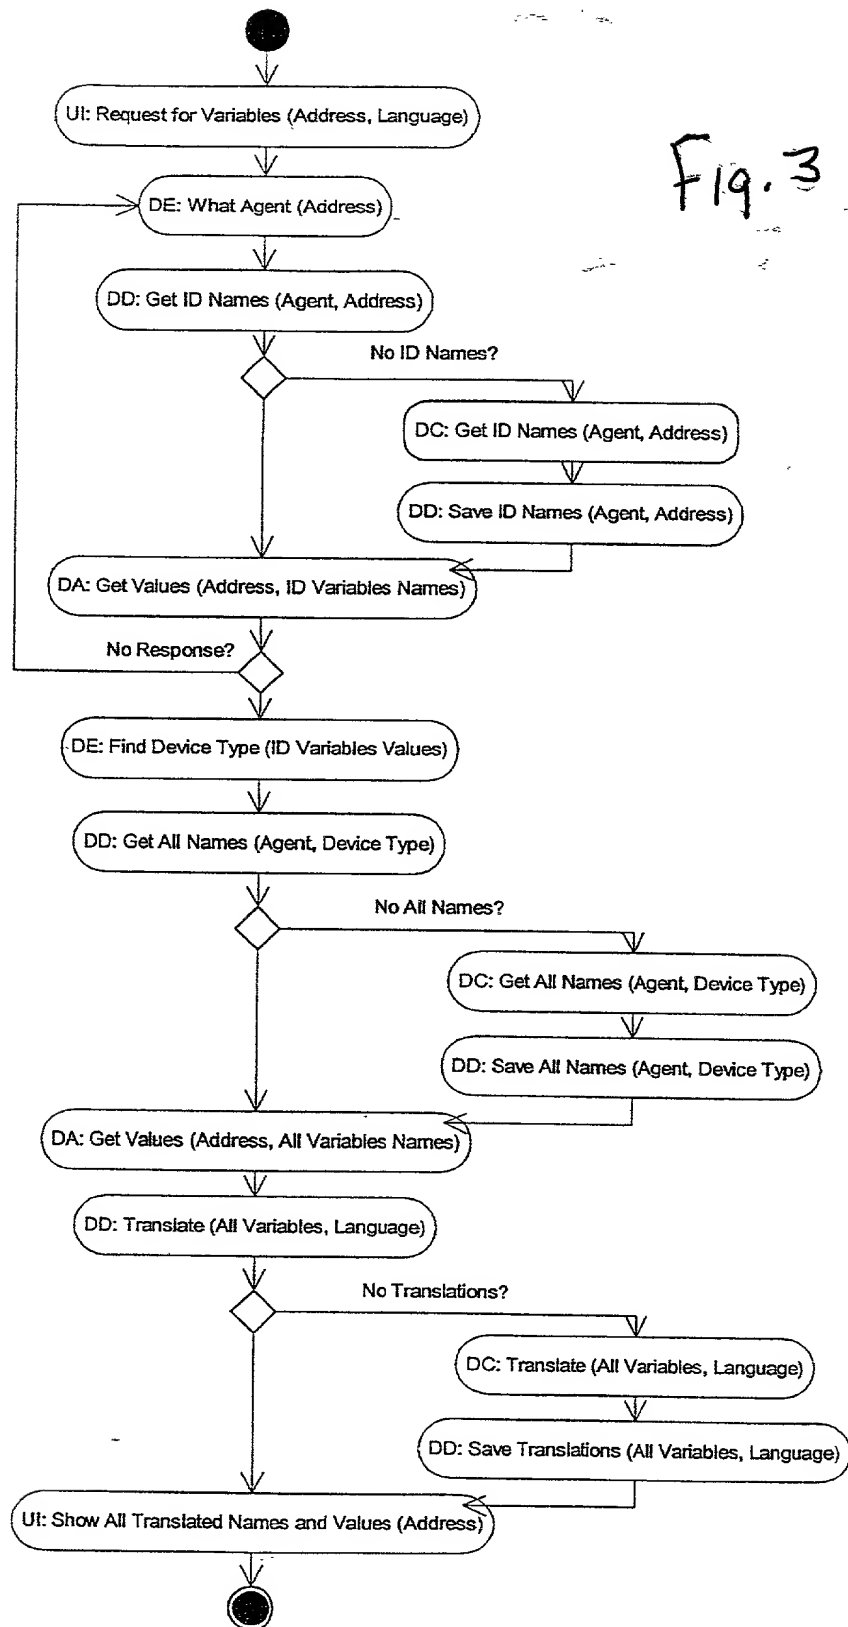 UI: Request for Variables (Address, Language)
Fig. 3
DE: What Agent (Address)
DD: Get ID Names (Agent, Address)
No ID Names?
DC: Get ID Names (Agent, Address)
DD: Save ID Names (Agent, Address)
DA: Get Values (Address, ID Variables Names)
No Response?
DE: Find Device Type (ID Variables Values)
DD: Get All Names (Agent, Device Type)
No All Names?
DC: Get All Names (Agent, Device Type)
DD: Save All Names (Agent, Device Type)
DA: Get Values (Address, All Variables Names)
DD: Translate (All Variables, Language)
No Translations?
DC: Translate (All Variables, Language)
DD: Save Translations (All Variables, Language)
UI: Show All Translated Names and Values (Address)